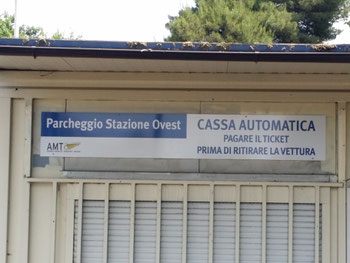 Parcheggio Stazione Ovest
AMT
CASSA AUTOMATICA
PAGARE IL TICKET
PRIMA DI RITIRARE LA VETTURA